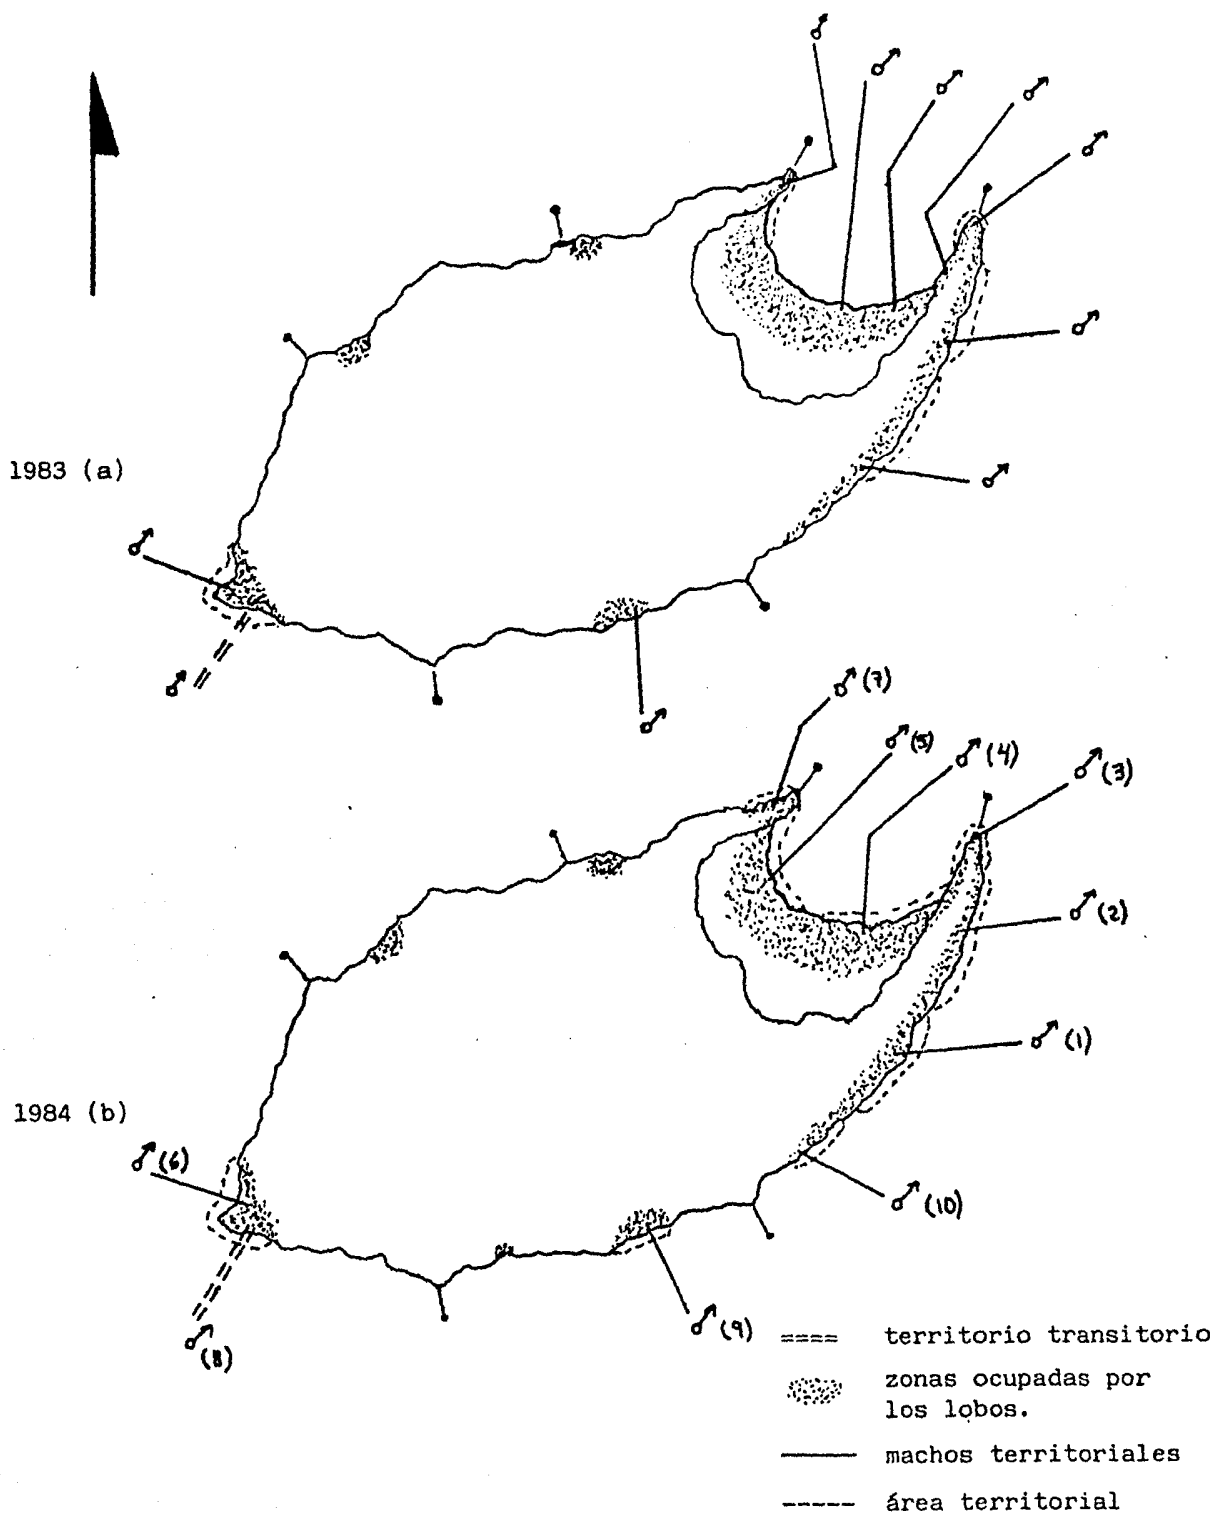 1983 (a)
♂ (7)
♂ (5)
♂ (4)
♂ (3)
♂ (2)
♂ (1)
1984 (b)
♂ (6)
♂ (10)
♂ (9)
♂ (8)
==== territorio transitorio
zonas ocupadas por
los lobos.
machos territoriales
----- área territorial